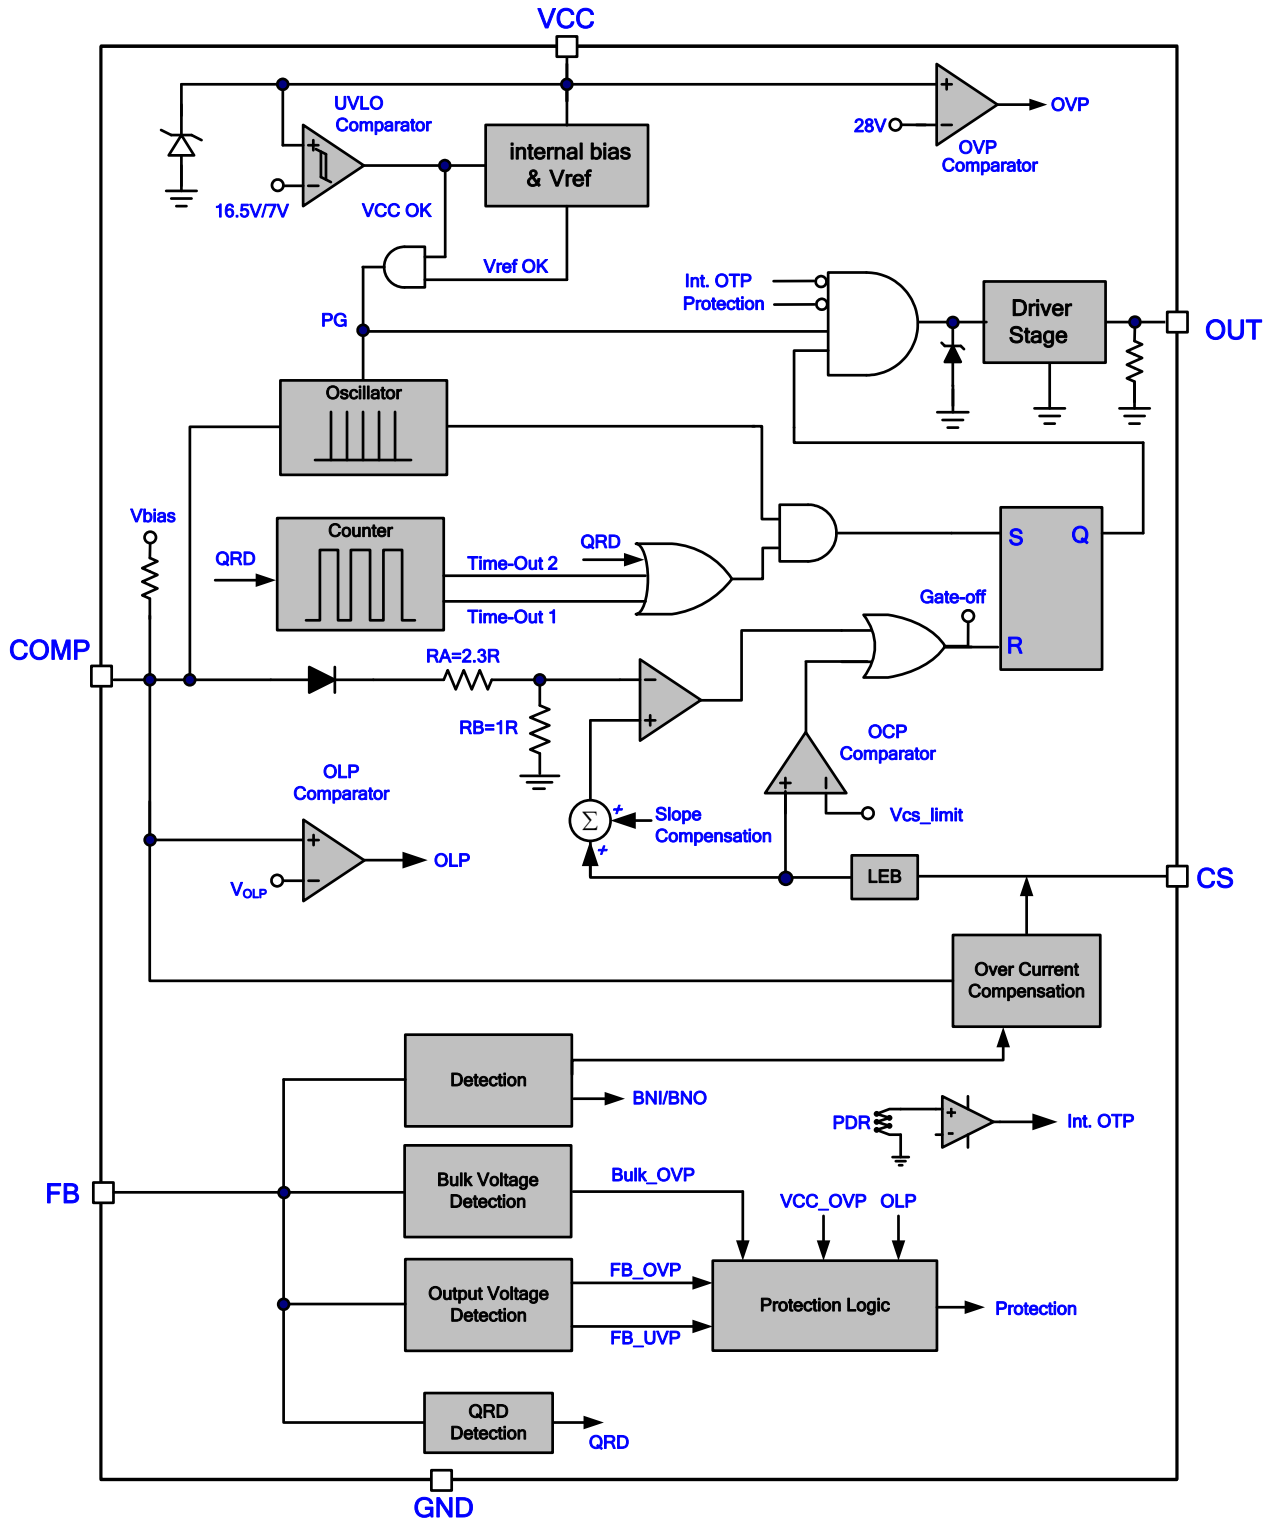 VCC
UVLO
Comparator
+
−
16.5V/7V
internal bias
& Vref
VCC OK
Vref OK
PG
+
28V
−
OVP
OVP
Comparator
Int. OTP
Protection
Driver
Stage
OUT
Oscillator
Vbias
QRD
Counter
Time-Out 2
Time-Out 1
QRD
S
Q
R
Gate-off
COMP
RA=2.3R
RB=1R
−
+
OCP
Comparator
+
−
Vcs_limit
Σ
+
+
Slope
Compensation
OLP
Comparator
+
−
VOLP
OLP
LEB
CS
Over Current
Compensation
Detection
BNI/BNO
PDR
+
-
Int. OTP
FB
Bulk Voltage
Detection
Bulk_OVP
VCC_OVP
OLP
Output Voltage
Detection
FB_OVP
FB_UVP
Protection Logic
Protection
QRD
Detection
QRD
GND